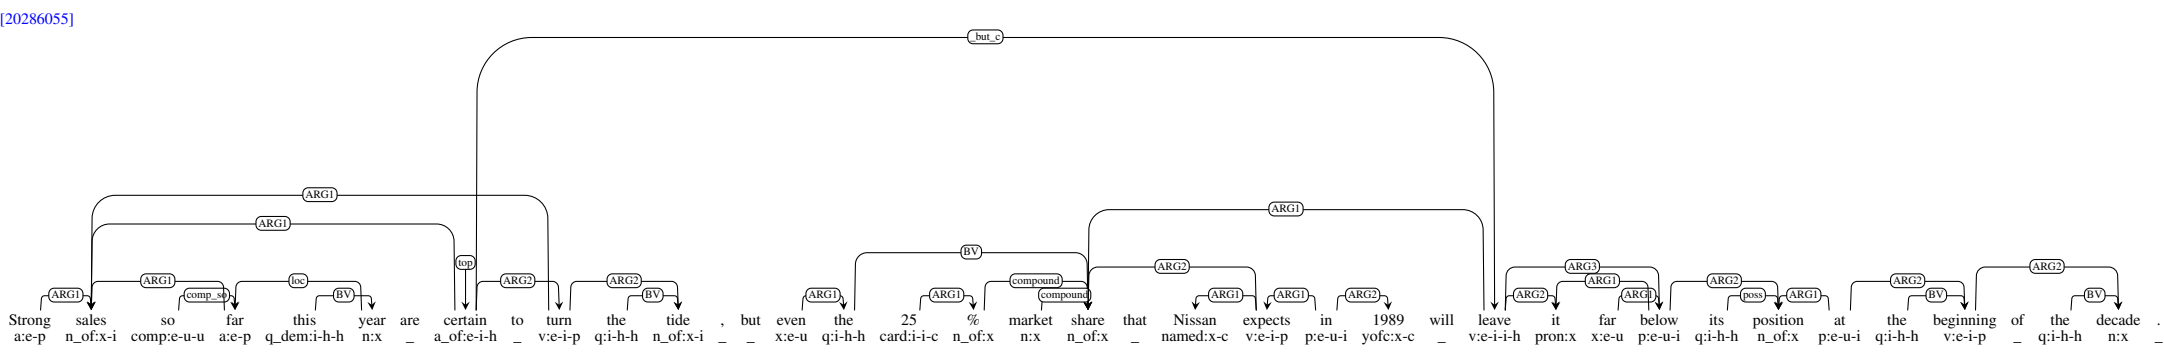 [20286055]
_but_c
ARG1
ARG1 ARG1
BV
top
ARG2
ARG3
ARG1 loc ARG2 ARG2 compound ARG1 ARG2 ARG2 ARG2
ARG1 comp_so BV BV ARG1 ARG1 compound ARG1 ARG1 ARG2 ARG2 ARG1 poss ARG1 BV BV
Strong sales so far this year are certain to turn the tide , but even the 25 % market share that Nissan expects in 1989 will leave it far below its position at the beginning of the decade .
a:e-p n_of:x-i comp:e-u-u a:e-p q_dem:i-h-h n:x _ a_of:e-i-h _ v:e-i-p q:i-h-h n_of:x-i _ _ x:e-u q:i-h-h card:i-i-c n_of:x n:x n_of:x _ named:x-c v:e-i-p p:e-u-i yofc:x-c _ v:e-i-i-h pron:x x:e-u p:e-u-i q:i-h-h n_of:x p:e-u-i q:i-h-h v:e-i-p _ q:i-h-h n:x _